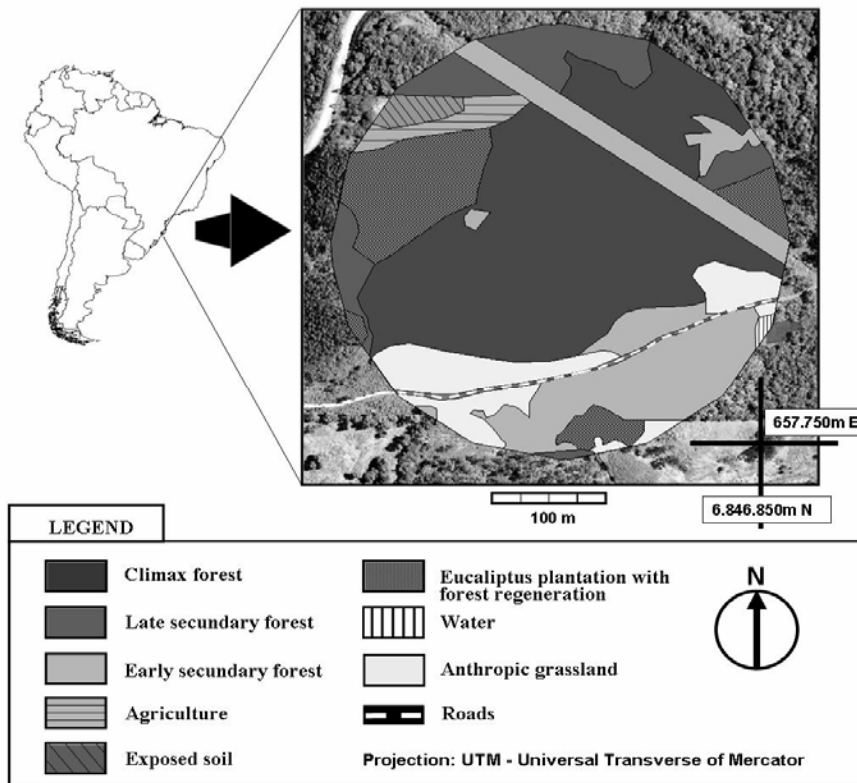 657.750m E
6.846.850m N
100 m
LEGEND
Climax forest
Late secundary forest
Early secundary forest
Agriculture
Exposed soil
Eucaliptus plantation with
forest regeneration
Water
Anthropic grassland
Roads
Projection: UTM - Universal Transverse of Mercator
N